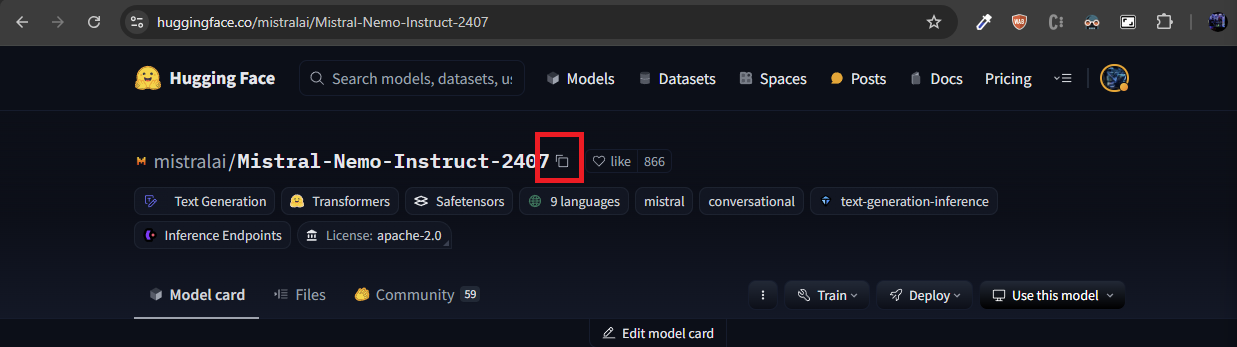 huggingface.co/mistralai/Mistral-Nemo-Instruct-2407
Hugging Face Search models, datasets, us Models Datasets Spaces Posts Docs Pricing
mistralai/Mistral-Nemo-Instruct-2407 like 866
Text Generation Transformers Safetensors 9 languages mistral conversational text-generation-inference
Inference Endpoints License: apache-2.0
Model card Files Community 59 Train Deploy Use this model
Edit model card